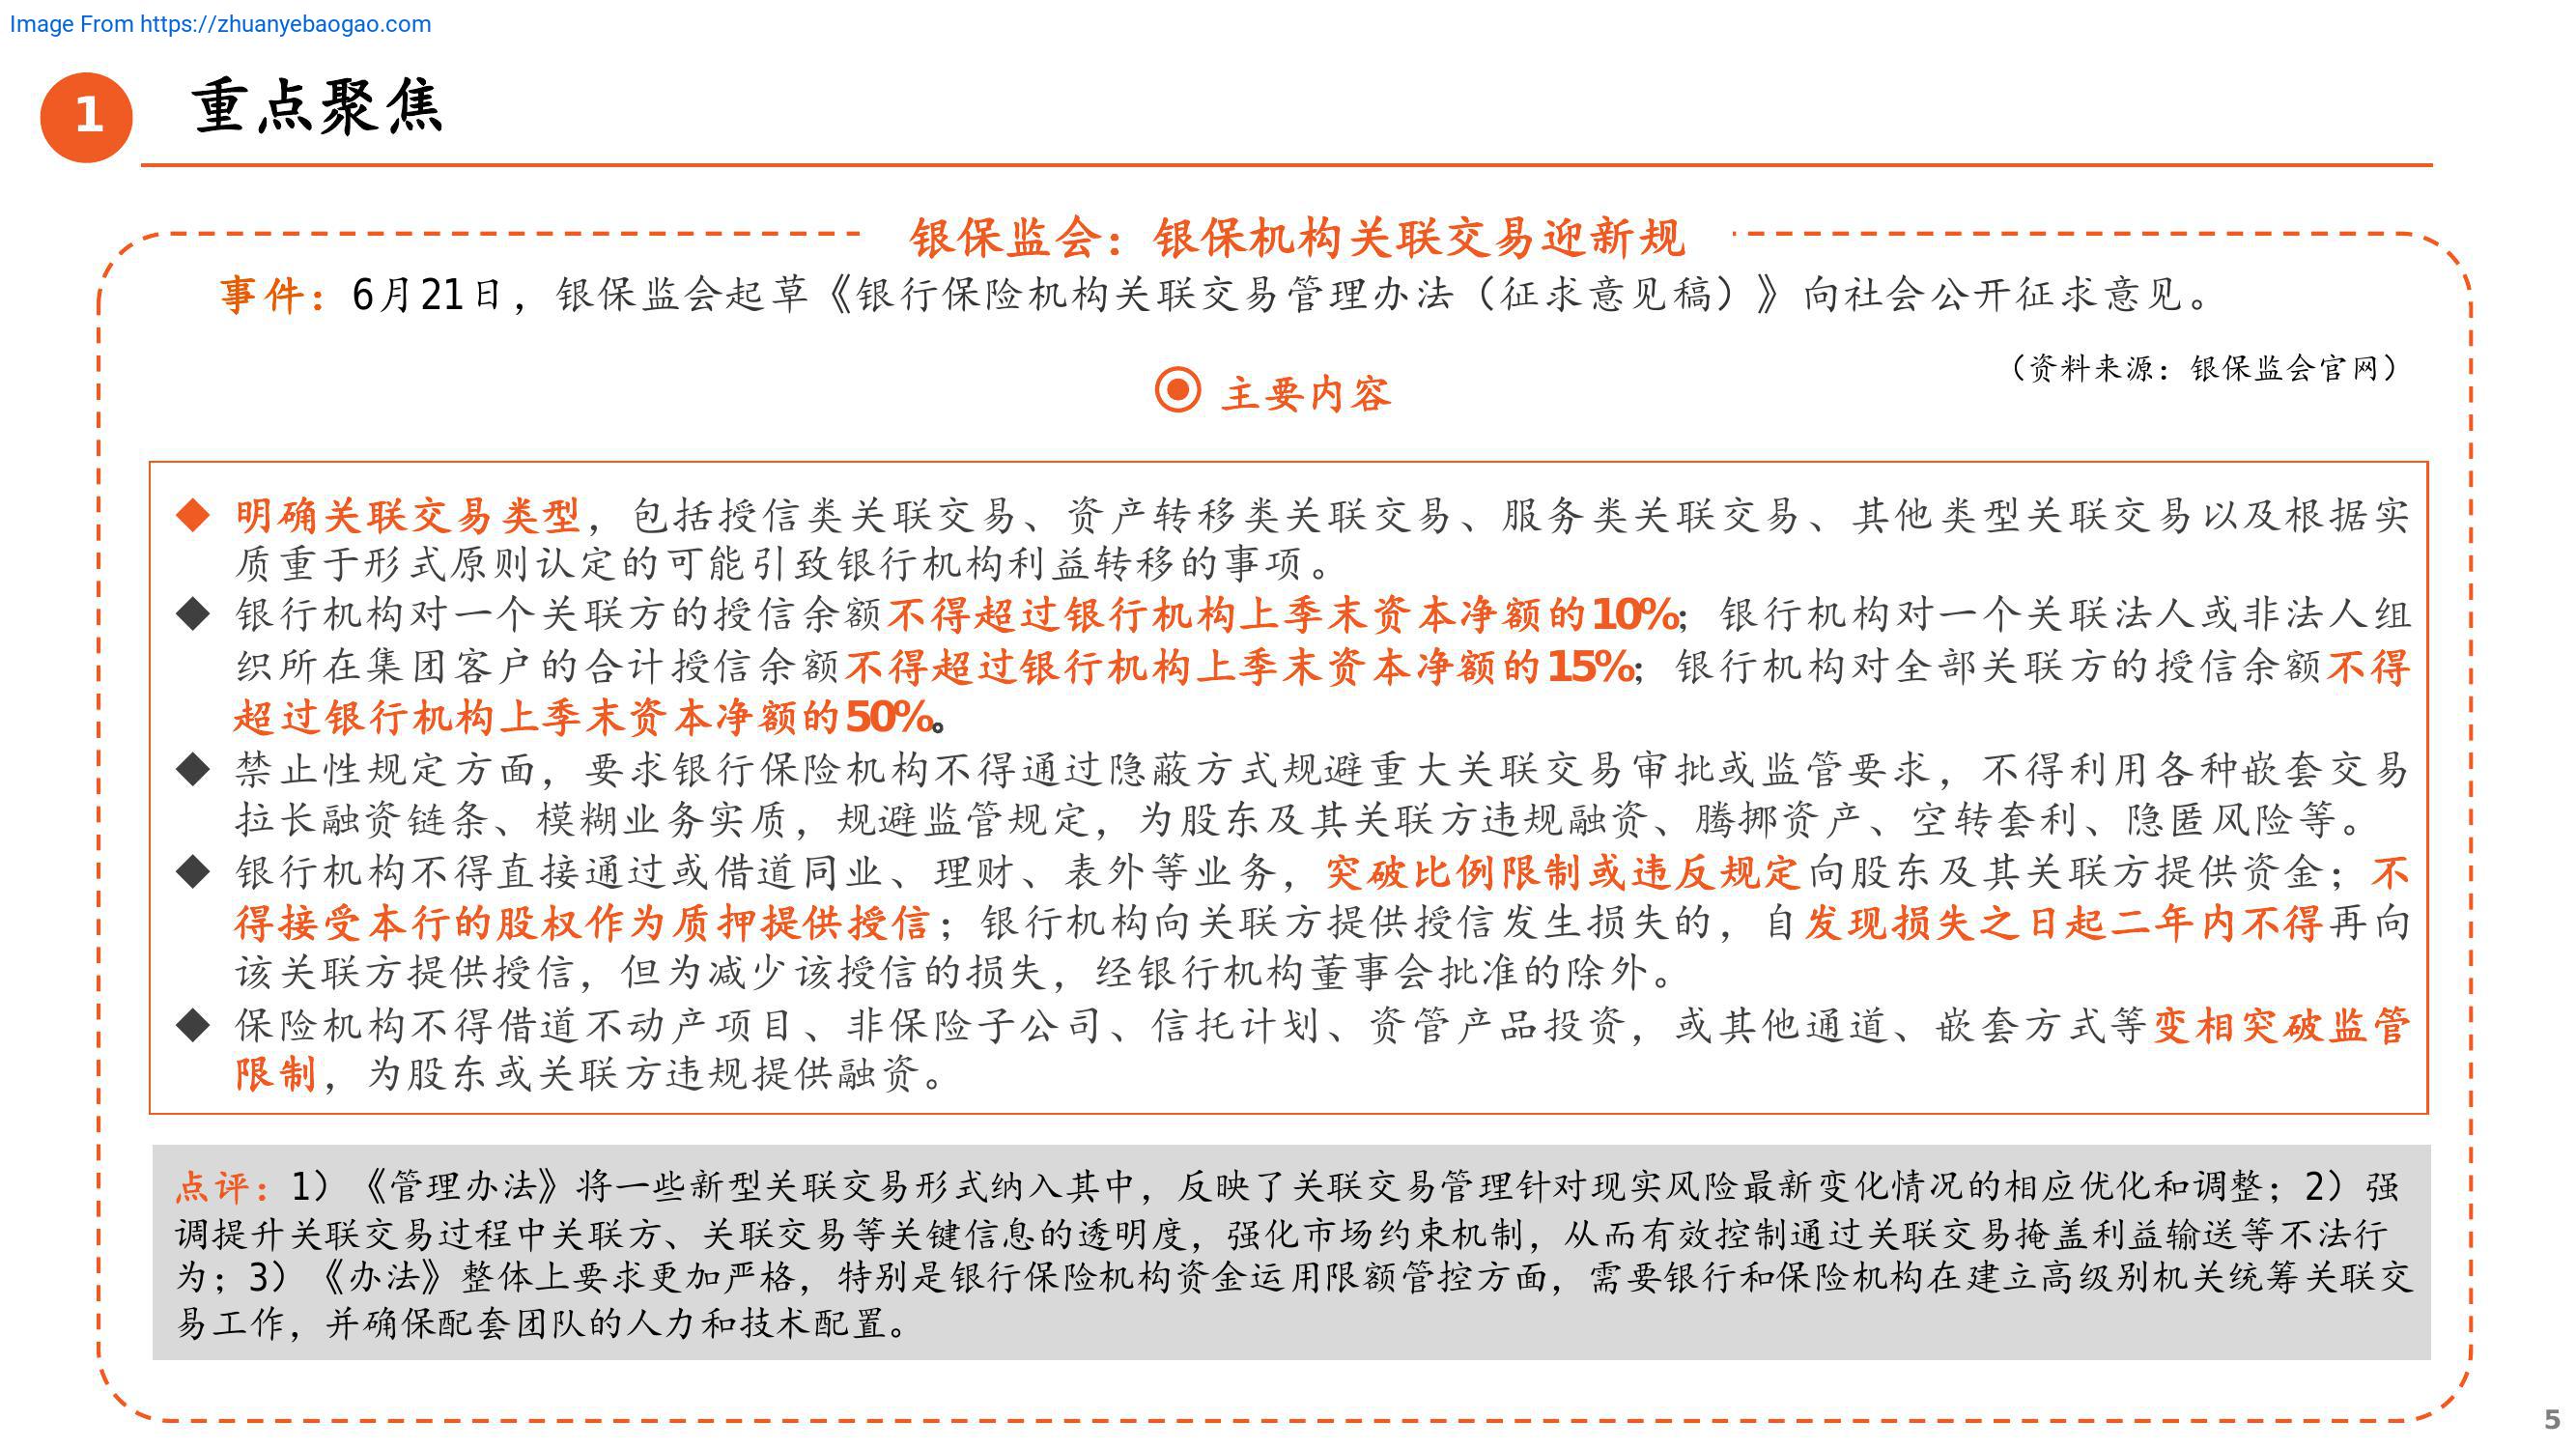 Image From https://zhuanyebaogao.com
1
重点聚焦
银保监会：银保机构关联交易迎新规
事件：6月21日，银保监会起草《银行保险机构关联交易管理办法（征求意见稿）》向社会公开征求意见。
（资料来源：银保监会官网）
主要内容
◆ 明确关联交易类型，包括授信类关联交易、资产转移类关联交易、服务类关联交易、其他类型关联交易以及根据实
质重于形式原则认定的可能引致银行机构利益转移的事项。
◆ 银行机构对一个关联方的授信余额不得超过银行机构上季末资本净额的10%；银行机构对一个关联法人或非法人组
织所在集团客户的合计授信余额不得超过银行机构上季末资本净额的15%；银行机构对全部关联方的授信余额不得
超过银行机构上季末资本净额的50%。
◆ 禁止性规定方面，要求银行保险机构不得通过隐蔽方式规避重大关联交易审批或监管要求，不得利用各种嵌套交易
拉长融资链条、模糊业务实质，规避监管规定，为股东及其关联方违规融资、腾挪资产、空转套利、隐匿风险等。
◆ 银行机构不得直接通过或借道同业、理财、表外等业务，突破比例限制或违反规定向股东及其关联方提供资金；不
得接受本行的股权作为质押提供授信；银行机构向关联方提供授信发生损失的，自发现损失之日起二年内不得再向
该关联方提供授信，但为减少该授信的损失，经银行机构董事会批准的除外。
◆ 保险机构不得借道不动产项目、非保险子公司、信托计划、资管产品投资，或其他通道、嵌套方式等变相突破监管
限制，为股东或关联方违规提供融资。
点评：1）《管理办法》将一些新型关联交易形式纳入其中，反映了关联交易管理针对现实风险最新变化情况的相应优化和调整；2）强
调提升关联交易过程中关联方、关联交易等关键信息的透明度，强化市场约束机制，从而有效控制通过关联交易掩盖利益输送等不法行
为；3）《办法》整体上要求更加严格，特别是银行保险机构资金运用限额管控方面，需要银行和保险机构在建立高级别机关统筹关联交
易工作，并确保配套团队的人力和技术配置。
5